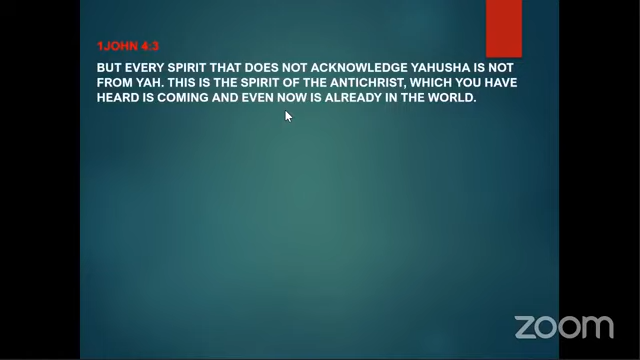 1JOHN 4:3
BUT EVERY SPIRIT THAT DOES NOT ACKNOWLEDGE YAHUSHA IS NOT
FROM YAH. THIS IS THE SPIRIT OF THE ANTICHRIST, WHICH YOU HAVE
HEARD IS COMING AND EVEN NOW IS ALREADY IN THE WORLD.
zoom